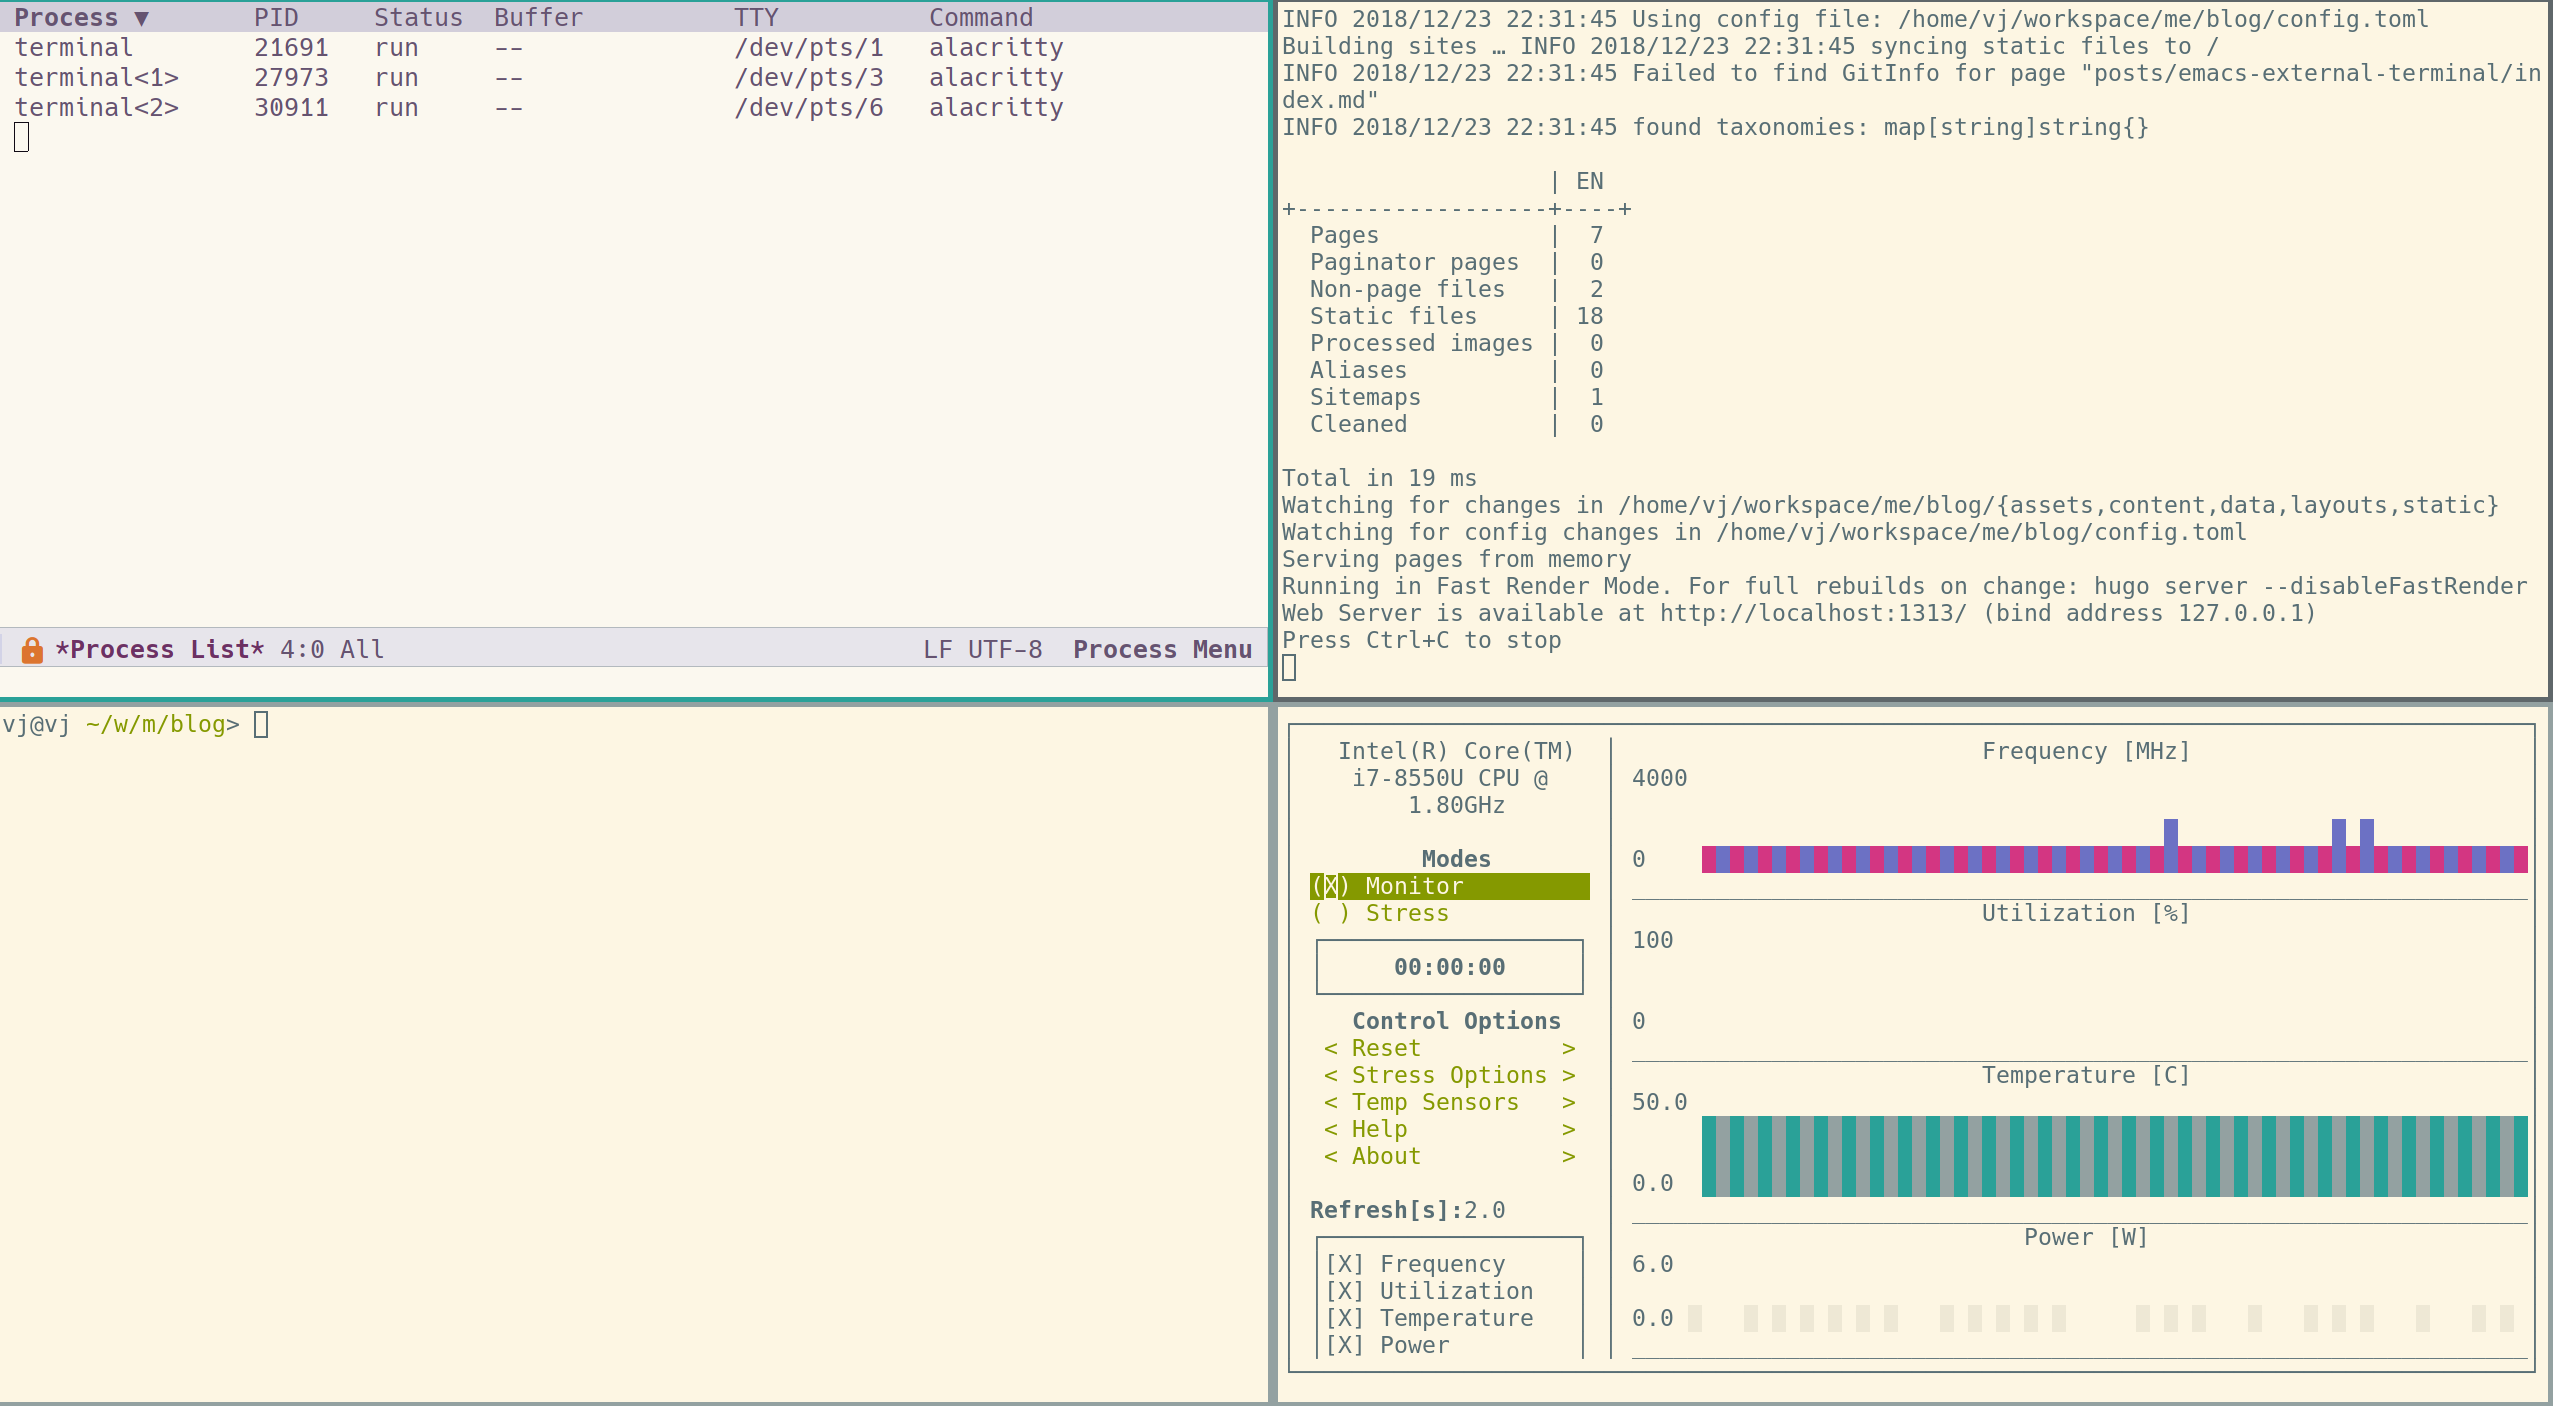 Process ▼ PID Status Buffer TTY Command
terminal 21691 run -- /dev/pts/1 alacritty
terminal<1> 27973 run -- /dev/pts/3 alacritty
terminal<2> 30911 run -- /dev/pts/6 alacritty
*Process List* 4:0 All LF UTF-8 Process Menu
INFO 2018/12/23 22:31:45 Using config file: /home/vj/workspace/me/blog/config.toml
Building sites … INFO 2018/12/23 22:31:45 syncing static files to /
INFO 2018/12/23 22:31:45 Failed to find GitInfo for page "posts/emacs-external-terminal/in
dex.md"
INFO 2018/12/23 22:31:45 found taxonomies: map[string]string{}
| EN
+------------------+----+
Pages | 7
Paginator pages | 0
Non-page files | 2
Static files | 18
Processed images | 0
Aliases | 0
Sitemaps | 1
Cleaned | 0
Total in 19 ms
Watching for changes in /home/vj/workspace/me/blog/{assets,content,data,layouts,static}
Watching for config changes in /home/vj/workspace/me/blog/config.toml
Serving pages from memory
Running in Fast Render Mode. For full rebuilds on change: hugo server --disableFastRender
Web Server is available at http://localhost:1313/ (bind address 127.0.0.1)
Press Ctrl+C to stop
vj@vj ~/w/m/blog>
Intel(R) Core(TM)
i7-8550U CPU @
1.80GHz
Modes
(X) Monitor
( ) Stress
00:00:00
Control Options
< Reset >
< Stress Options >
< Temp Sensors >
< Help >
< About >
Refresh[s]:2.0
[X] Frequency
[X] Utilization
[X] Temperature
[X] Power
Frequency [MHz]
4000
0
Utilization [%]
100
0
Temperature [C]
50.0
0.0
Power [W]
6.0
0.0